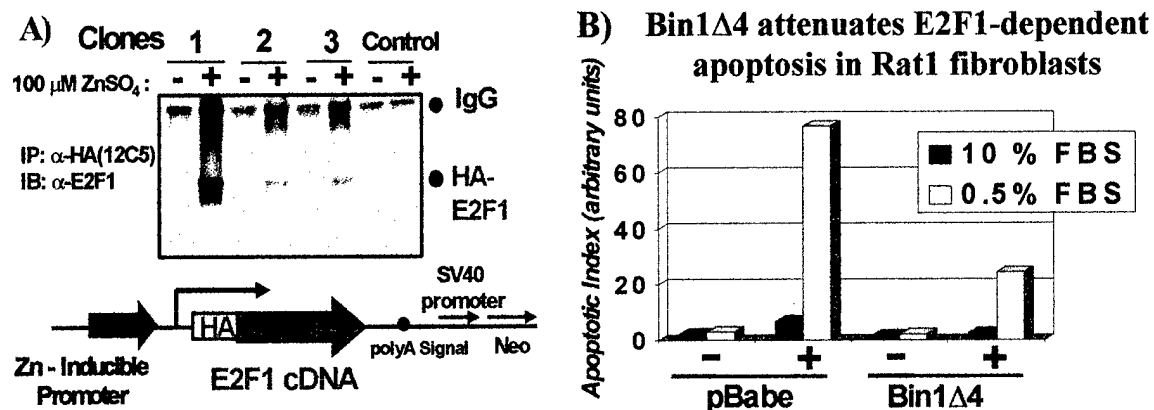 A)
Clones 1 2 3 Control
100 µM ZnSO₄ : - + - + - + - +
IgG
IP: α-HA(12C5)
IB: α-E2F1
HA-
E2F1
SV40
promoter
HA
polyA Signal
Neo
Zn - Inducible
Promoter
E2F1 cDNA
B) Bin1Δ4 attenuates E2F1-dependent
apoptosis in Rat1 fibroblasts
Apoptotic Index (arbitrary units)
80
60
40
20
0
10 % FBS
0.5% FBS
- + - +
pBabe Bin1Δ4